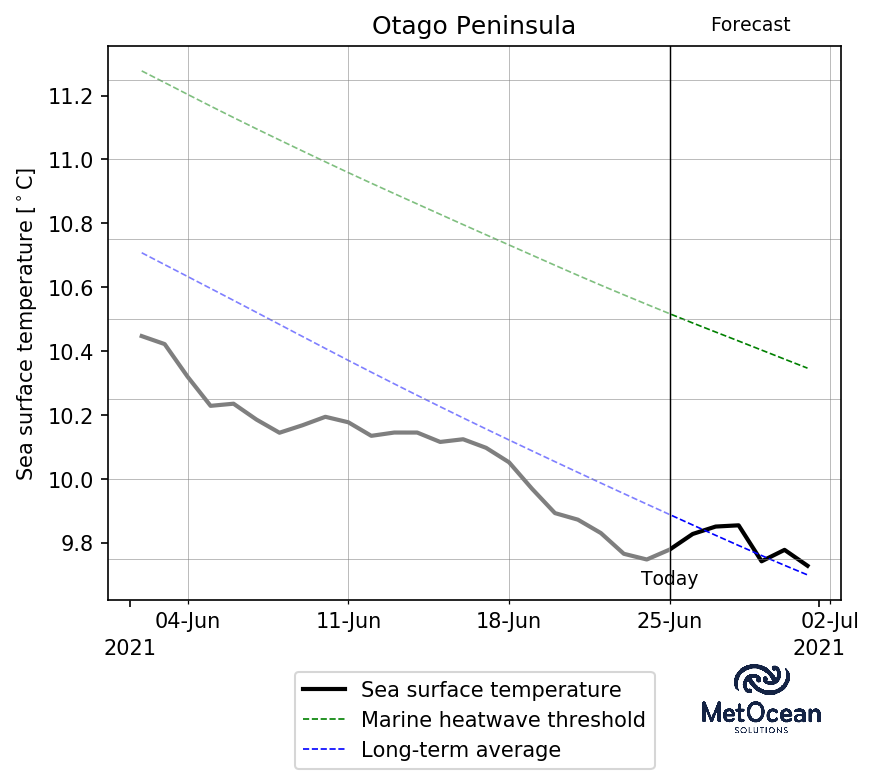 Otago Peninsula
Forecast
Sea surface temperature [°C]
11.2
11.0
10.8
10.6
10.4
10.2
10.0
9.8
Today
04-Jun
11-Jun
18-Jun
25-Jun
02-Jul
2021
2021
Sea surface temperature
Marine heatwave threshold
Long-term average
MetOcean
SOLUTIONS